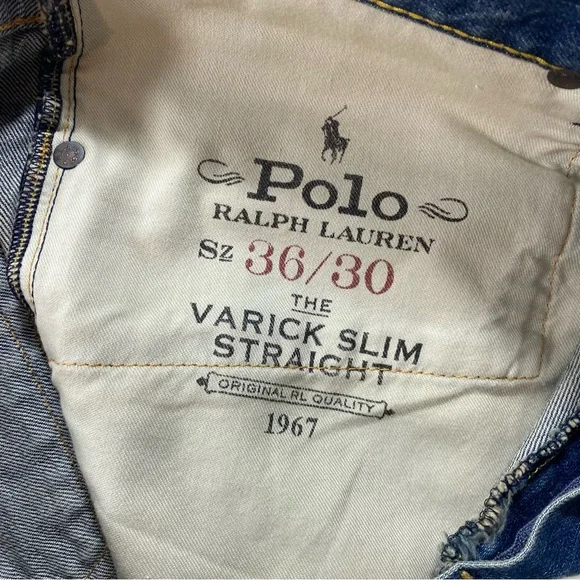 Polo
RALPH LAUREN
Sz 36/30
THE
VARICK SLIM
STRAIGHT
ORIGINAL RL QUALITY
1967